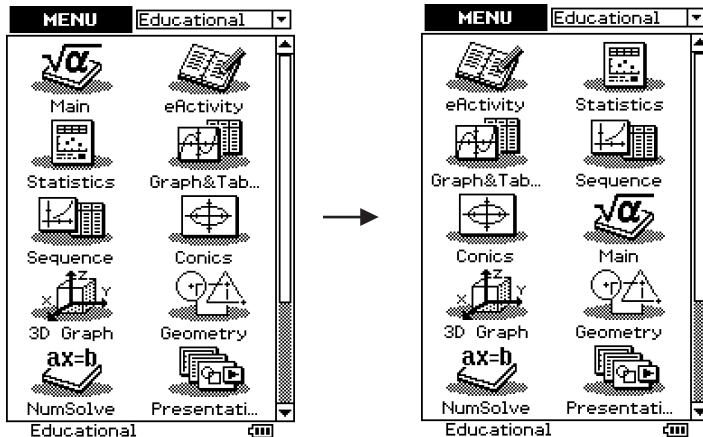 MENU Educational
√α
Main eActivity
Statistics Graph&Tab...
Sequence Conics
X Z Y
3D Graph Geometry
ax=b
NumSolve Presentati...
Educational
MENU Educational
eActivity Statistics
Graph&Tab... Sequence
√α
Conics Main
X Z Y
3D Graph Geometry
ax=b
NumSolve Presentati...
Educational